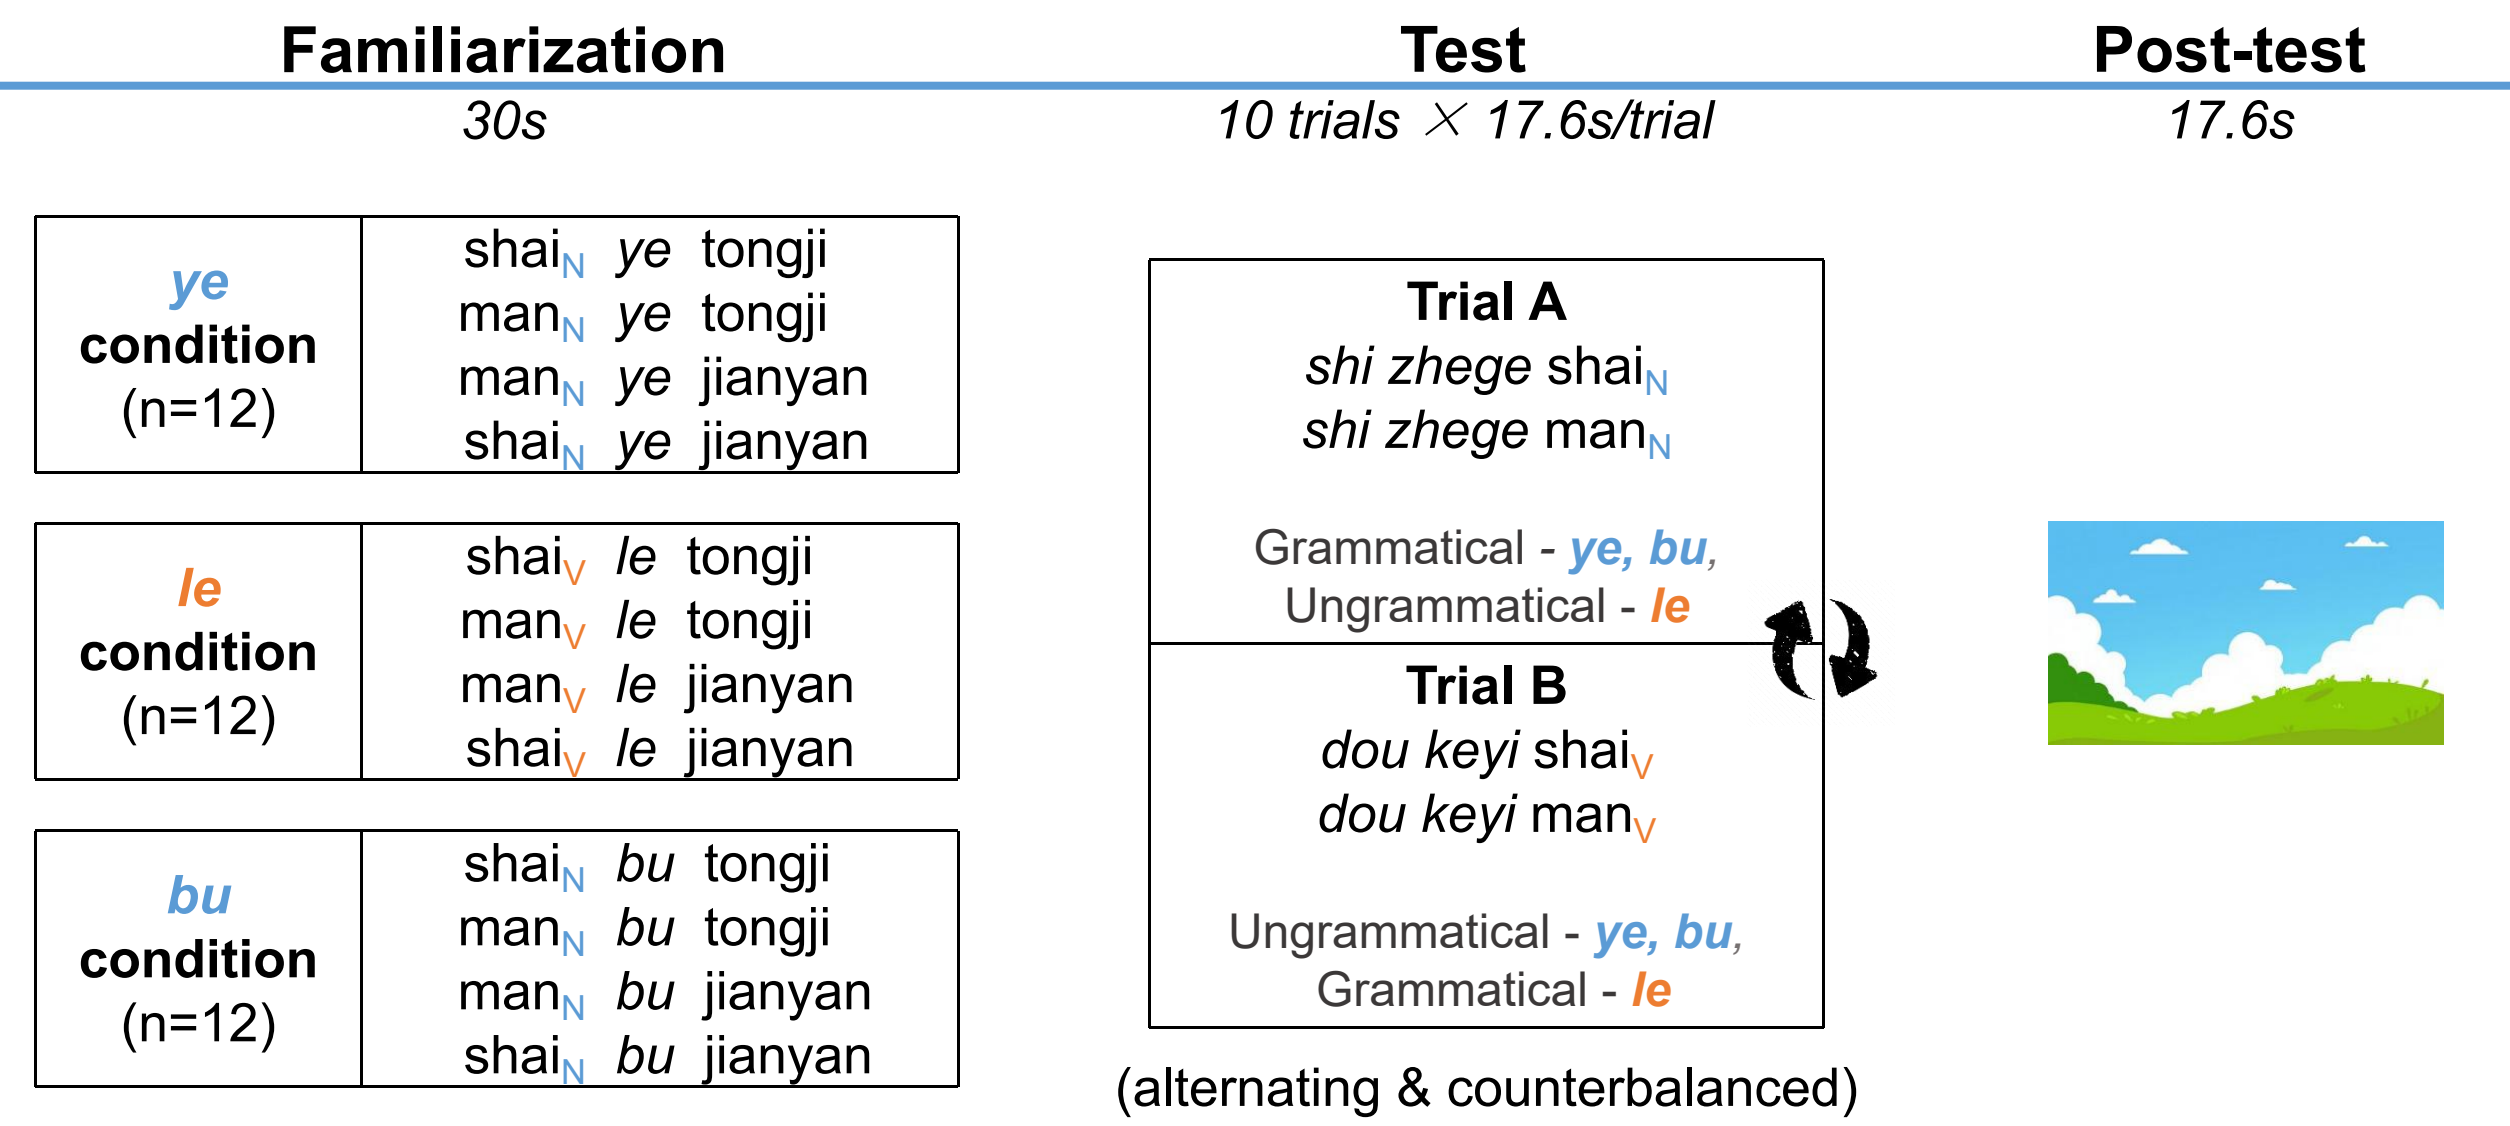 Familiarization
30s
ye
condition
(n=12)
shaiN ye tongji
manN ye tongji
manN ye jianyan
shaiN ye jianyan
le
condition
(n=12)
shaiV le tongji
manV le tongji
manV le jianyan
shaiV le jianyan
bu
condition
(n=12)
shaiN bu tongji
manN bu tongji
manN bu jianyan
shaiN bu jianyan
Test
10 trials × 17.6s/trial
Trial A
shi zhege shaiN
shi zhege manN
Grammatical - ye, bu,
Ungrammatical - le
Trial B
dou keyi shaiV
dou keyi manV
Ungrammatical - ye, bu,
Grammatical - le
(alternating & counterbalanced)
Post-test
17.6s